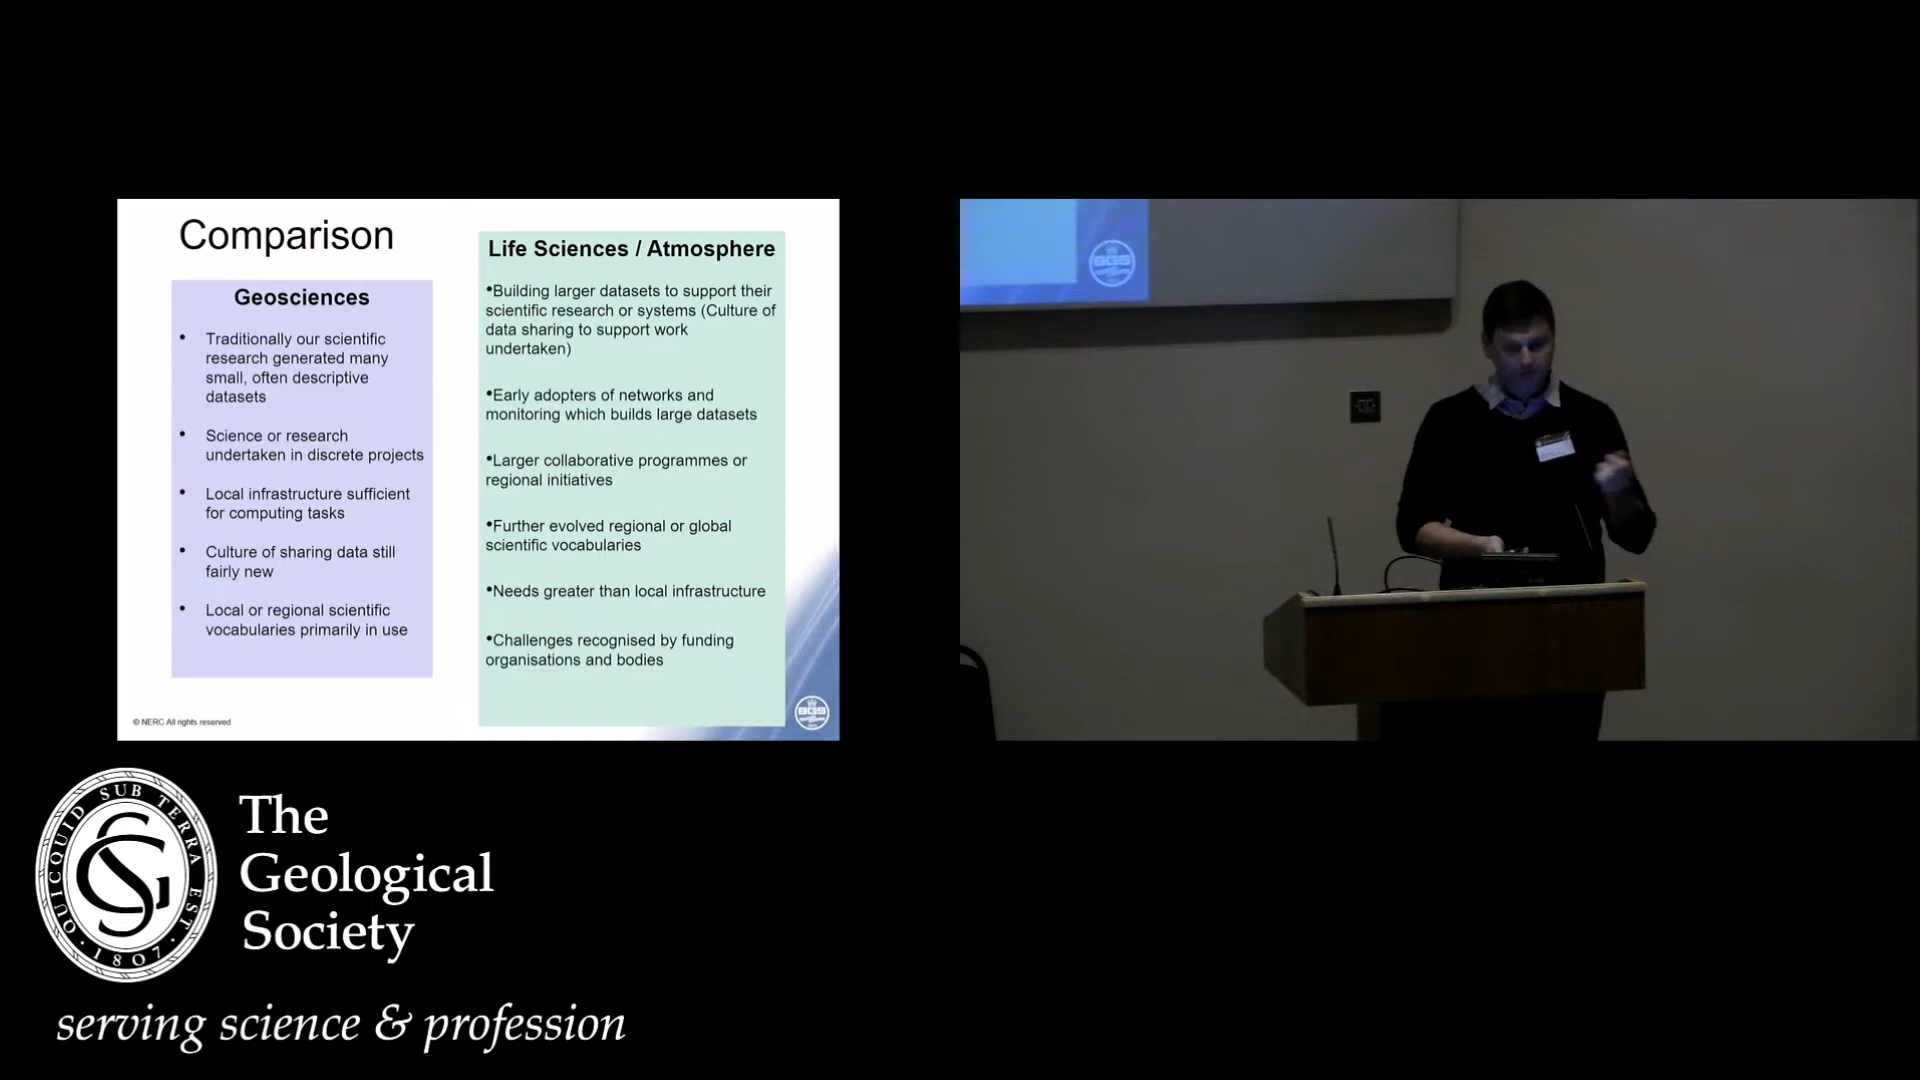 Comparison
Geosciences
• Traditionally our scientific
research generated many
small, often descriptive
datasets
• Science or research
undertaken in discrete projects
• Local infrastructure sufficient
for computing tasks
• Culture of sharing data still
fairly new
• Local or regional scientific
vocabularies primarily in use
Life Sciences / Atmosphere
•Building larger datasets to support their
scientific research or systems (Culture of
data sharing to support work
undertaken)
•Early adopters of networks and
monitoring which builds large datasets
•Larger collaborative programmes or
regional initiatives
•Further evolved regional or global
scientific vocabularies
•Needs greater than local infrastructure
•Challenges recognised by funding
organisations and bodies
© NERC All rights reserved
BGS
BGS
QUICQUID SUB TERRA EST
· 1807 ·
The
Geological
Society
serving science & profession